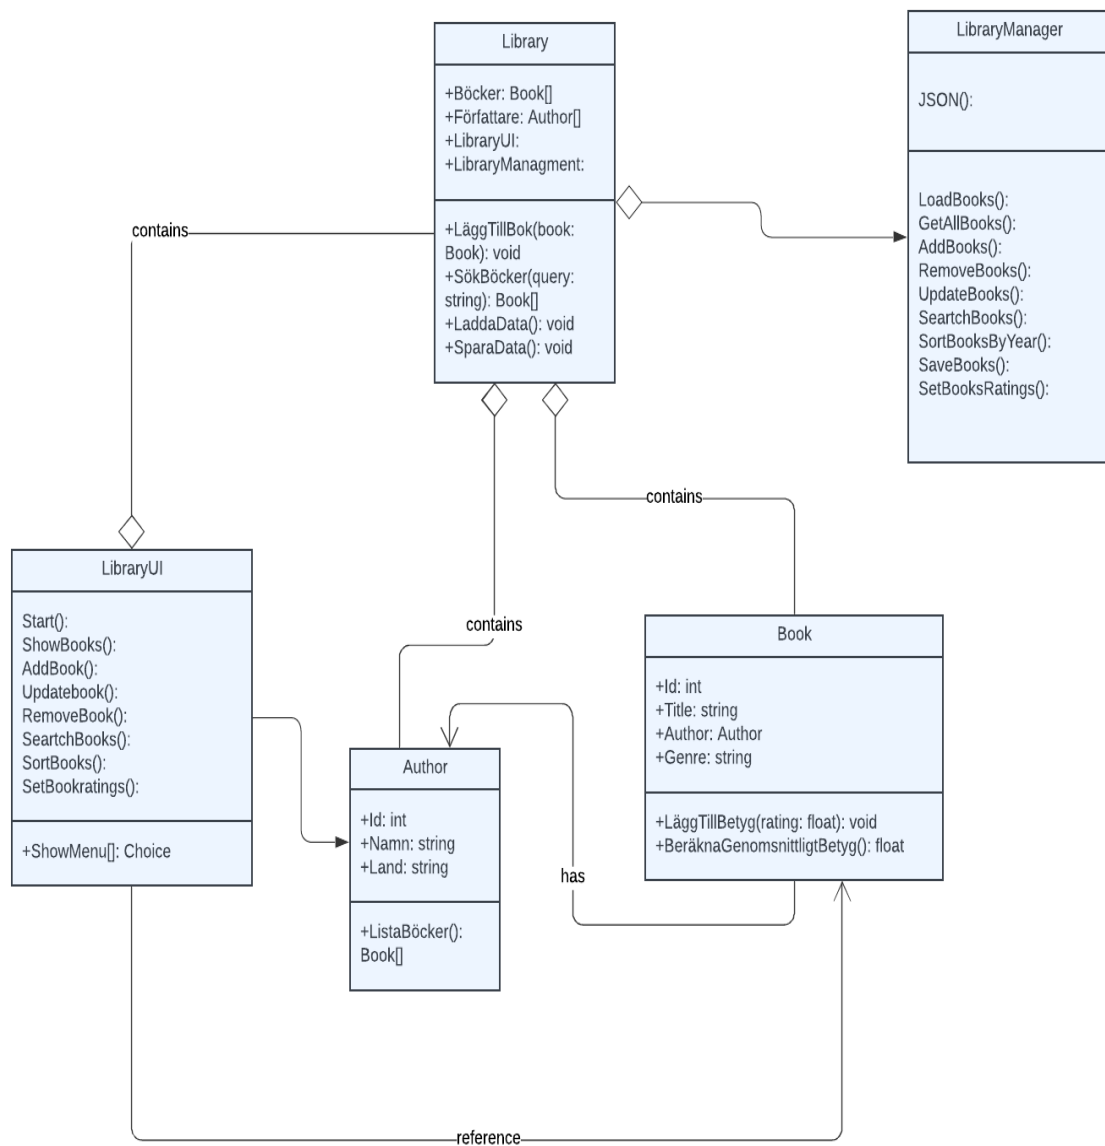 Library
+Böcker: Book[]
+Författare: Author[]
+LibraryUI:
+LibraryManagment:
+LäggTillBok(book:
Book): void
+SökBöcker(query:
string): Book[]
+LaddaData(): void
+SparaData(): void
LibraryManager
JSON():
LoadBooks():
GetAllBooks():
AddBooks():
RemoveBooks():
UpdateBooks():
SeartchBooks():
SortBooksByYear():
SaveBooks():
SetBooksRatings():
contains
contains
contains
LibraryUI
Start():
ShowBooks():
AddBook():
Updatebook():
RemoveBook():
SeartchBooks():
SortBooks():
SetBookratings():
+ShowMenu[]: Choice
Author
+Id: int
+Namn: string
+Land: string
+ListaBöcker():
Book[]
Book
+Id: int
+Title: string
+Author: Author
+Genre: string
+LäggTillBetyg(rating: float): void
+BeräknaGenomsnittligtBetyg(): float
has
reference